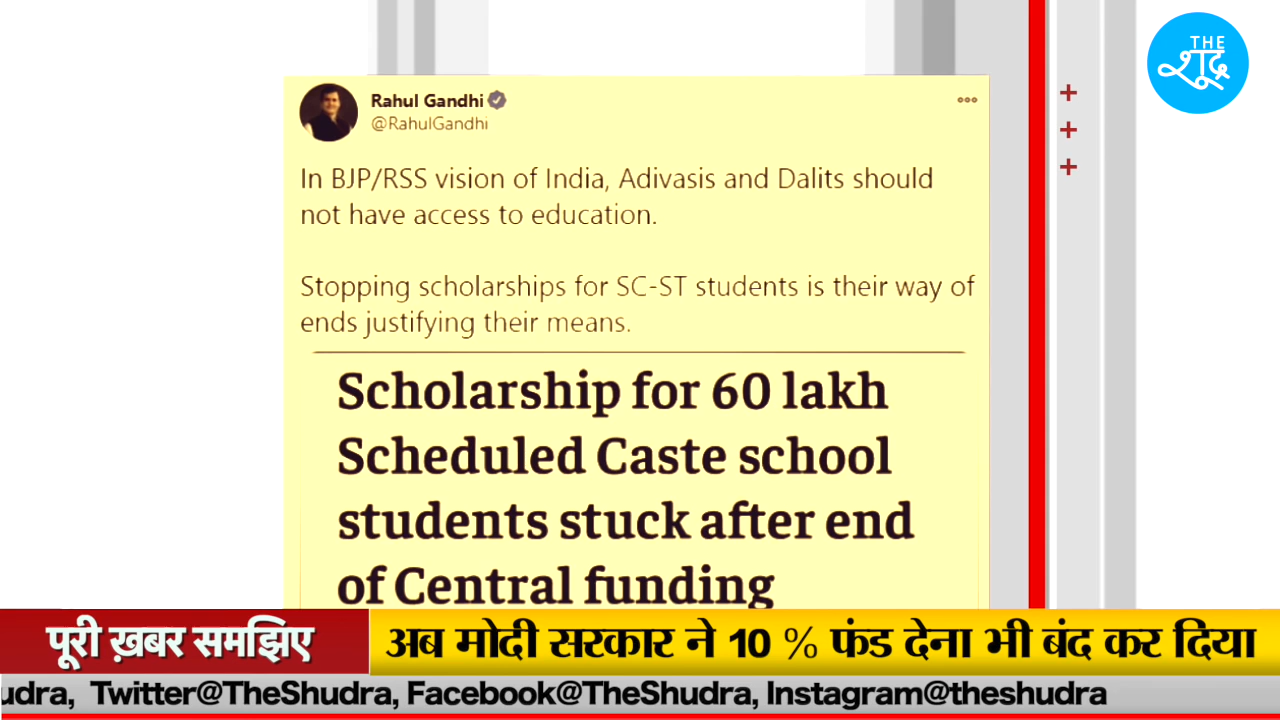 THE
शूद्र
Rahul Gandhi
@RahulGandhi
In BJP/RSS vision of India, Adivasis and Dalits should
not have access to education.
Stopping scholarships for SC-ST students is their way of
ends justifying their means.
Scholarship for 60 lakh
Scheduled Caste school
students stuck after end
of Central funding
पूरी ख़बर समझिए
अब मोदी सरकार ने 10 % फंड देना भी बंद कर दिया
udra, Twitter@TheShudra, Facebook@TheShudra, Instagram@theshudra